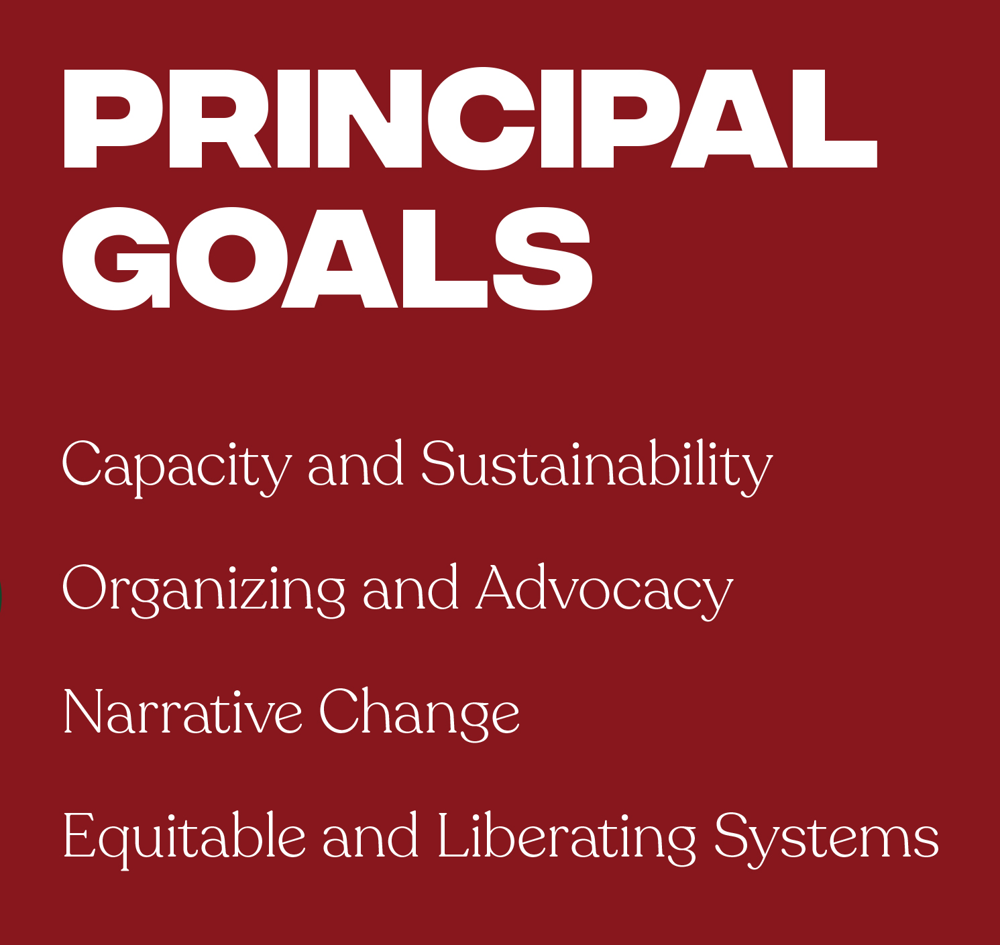 PRINCIPAL
GOALS
Capacity and Sustainability
Organizing and Advocacy
Narrative Change
Equitable and Liberating Systems